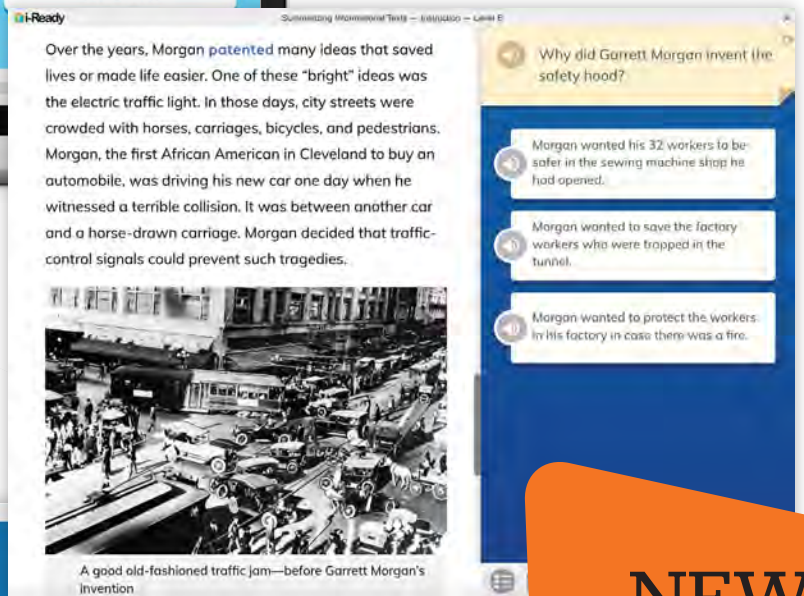 i-Ready
Summarizing Informational Texts — Instruction — Level E
Over the years, Morgan patented many ideas that saved
lives or made life easier. One of these “bright” ideas was
the electric traffic light. In those days, city streets were
crowded with horses, carriages, bicycles, and pedestrians.
Morgan, the first African American in Cleveland to buy an
automobile, was driving his new car one day when he
witnessed a terrible collision. It was between another car
and a horse-drawn carriage. Morgan decided that traffic-
control signals could prevent such tragedies.
A good old-fashioned traffic jam—before Garrett Morgan’s
invention
Why did Garrett Morgan invent the
safety hood?
Morgan wanted his 32 workers to be
safer in the sewing machine shop he
had opened.
Morgan wanted to save the factory
workers who were trapped in the
tunnel.
Morgan wanted to protect the workers
in his factory in case there was a fire.
NEW